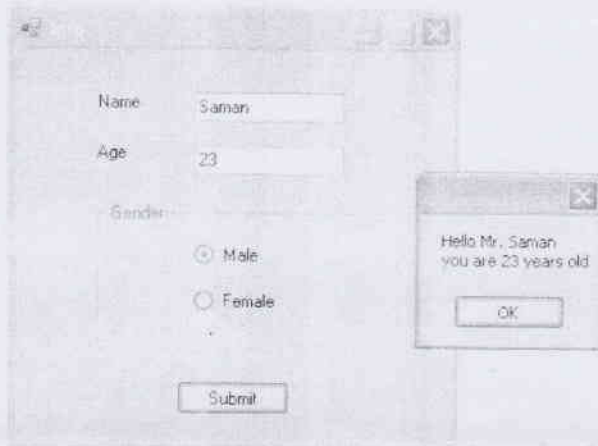 Name
Saman
Age
23
Gender
Male
Female
Submit
Hello Mr. Saman
you are 23 years old
OK